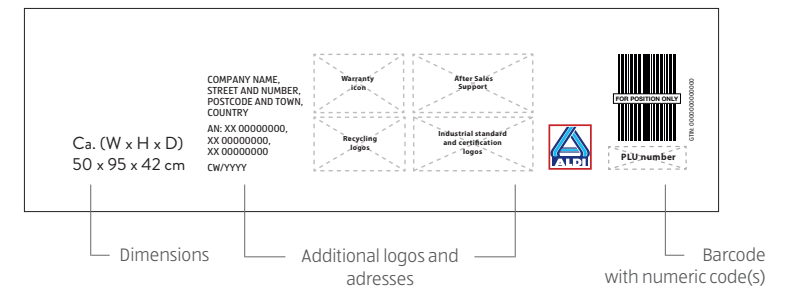 Ca. (W x H x D)
50 x 95 x 42 cm
COMPANY NAME,
STREET AND NUMBER,
POSTCODE AND TOWN,
COUNTRY
AN: XX 00000000,
XX 00000000,
XX 00000000
CW/YYYY
Warranty
icon
After Sales
Support
Recycling
logos
Industrial standard
and certification
logos
ALDI
FOR POSITION ONLY
GTIN: 0000000000000
PLU number
Dimensions
Additional logos and
adresses
Barcode
with numeric code(s)